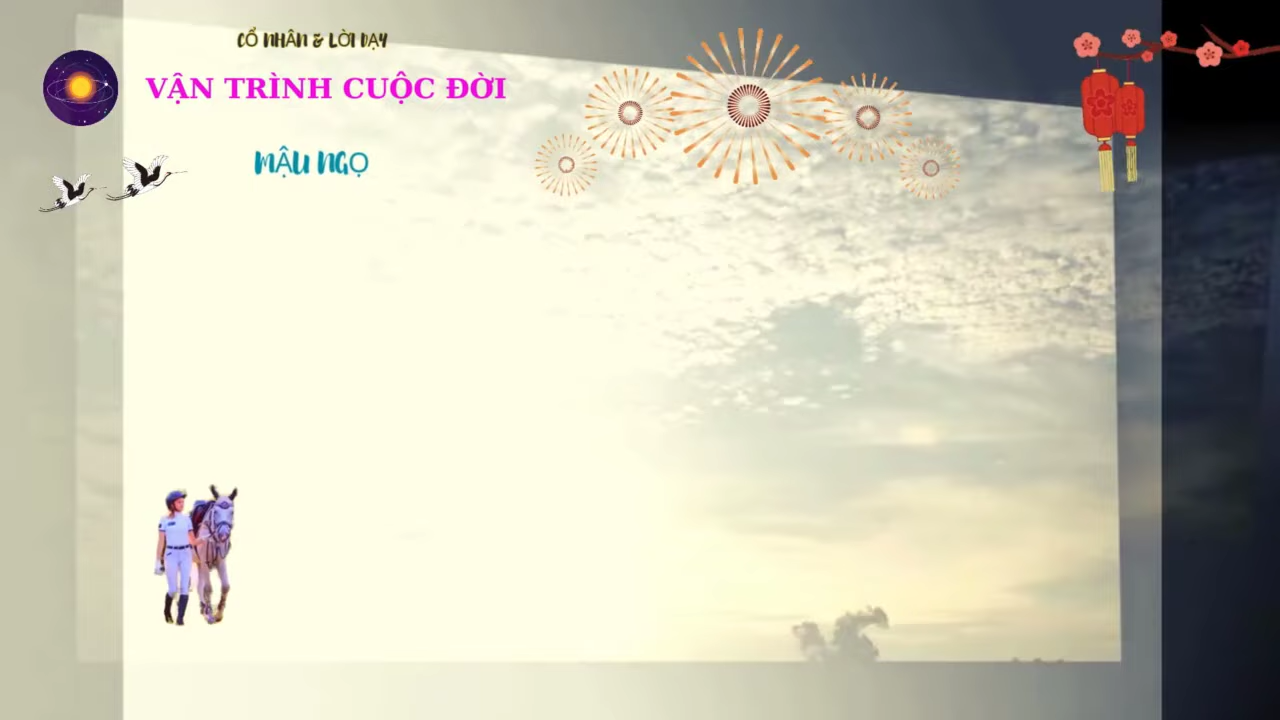 CỔ NHÂN & LỜI DẠY
VẬN TRÌNH CUỘC ĐỜI
MẬU NGỌ